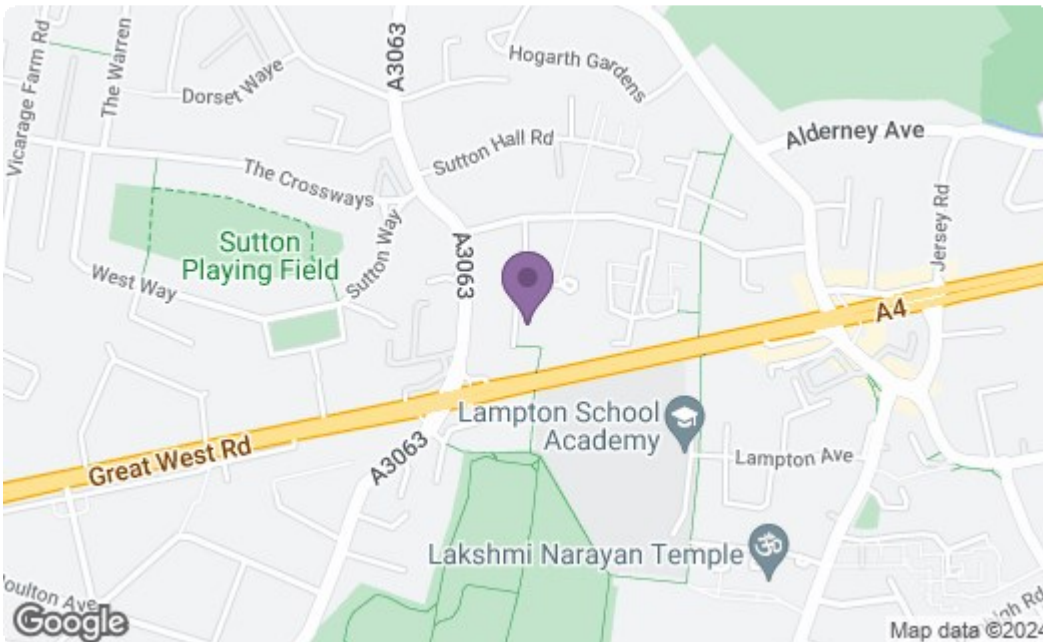 Vicarage Farm Rd
The Warren
Dorset Waye
A3063
Hogarth Gardens
Alderney Ave
Sutton Hall Rd
The Crossways
Jersey Rd
Sutton
Playing Field
Sutton Way
A3063
West Way
A4
Lampton School
Academy
Great West Rd
A3063
Lampton Ave
Lakshmi Narayan Temple
ॐ
Google
Map data ©2024